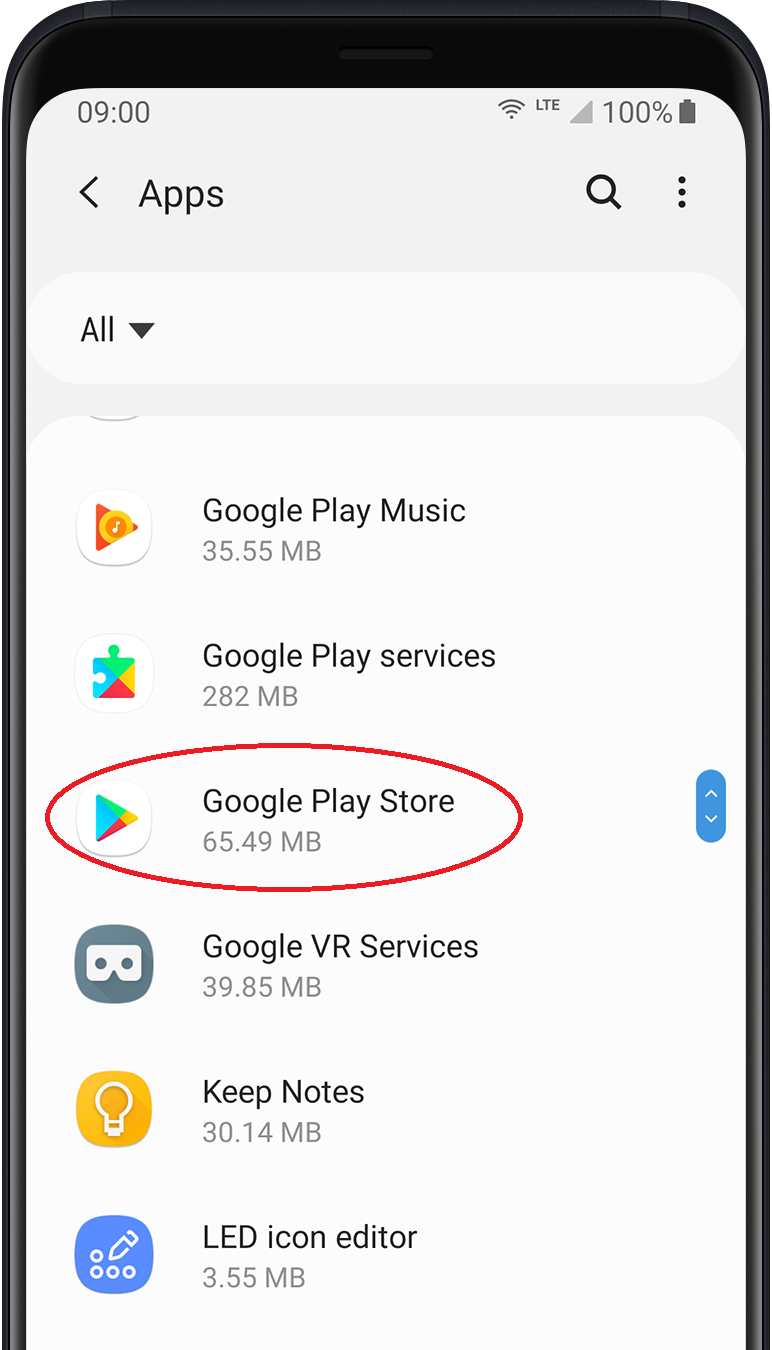 09:00 LTE 100%
Apps
All
Google Play Music
35.55 MB
Google Play services
282 MB
Google Play Store
65.49 MB
Google VR Services
39.85 MB
Keep Notes
30.14 MB
LED icon editor
3.55 MB